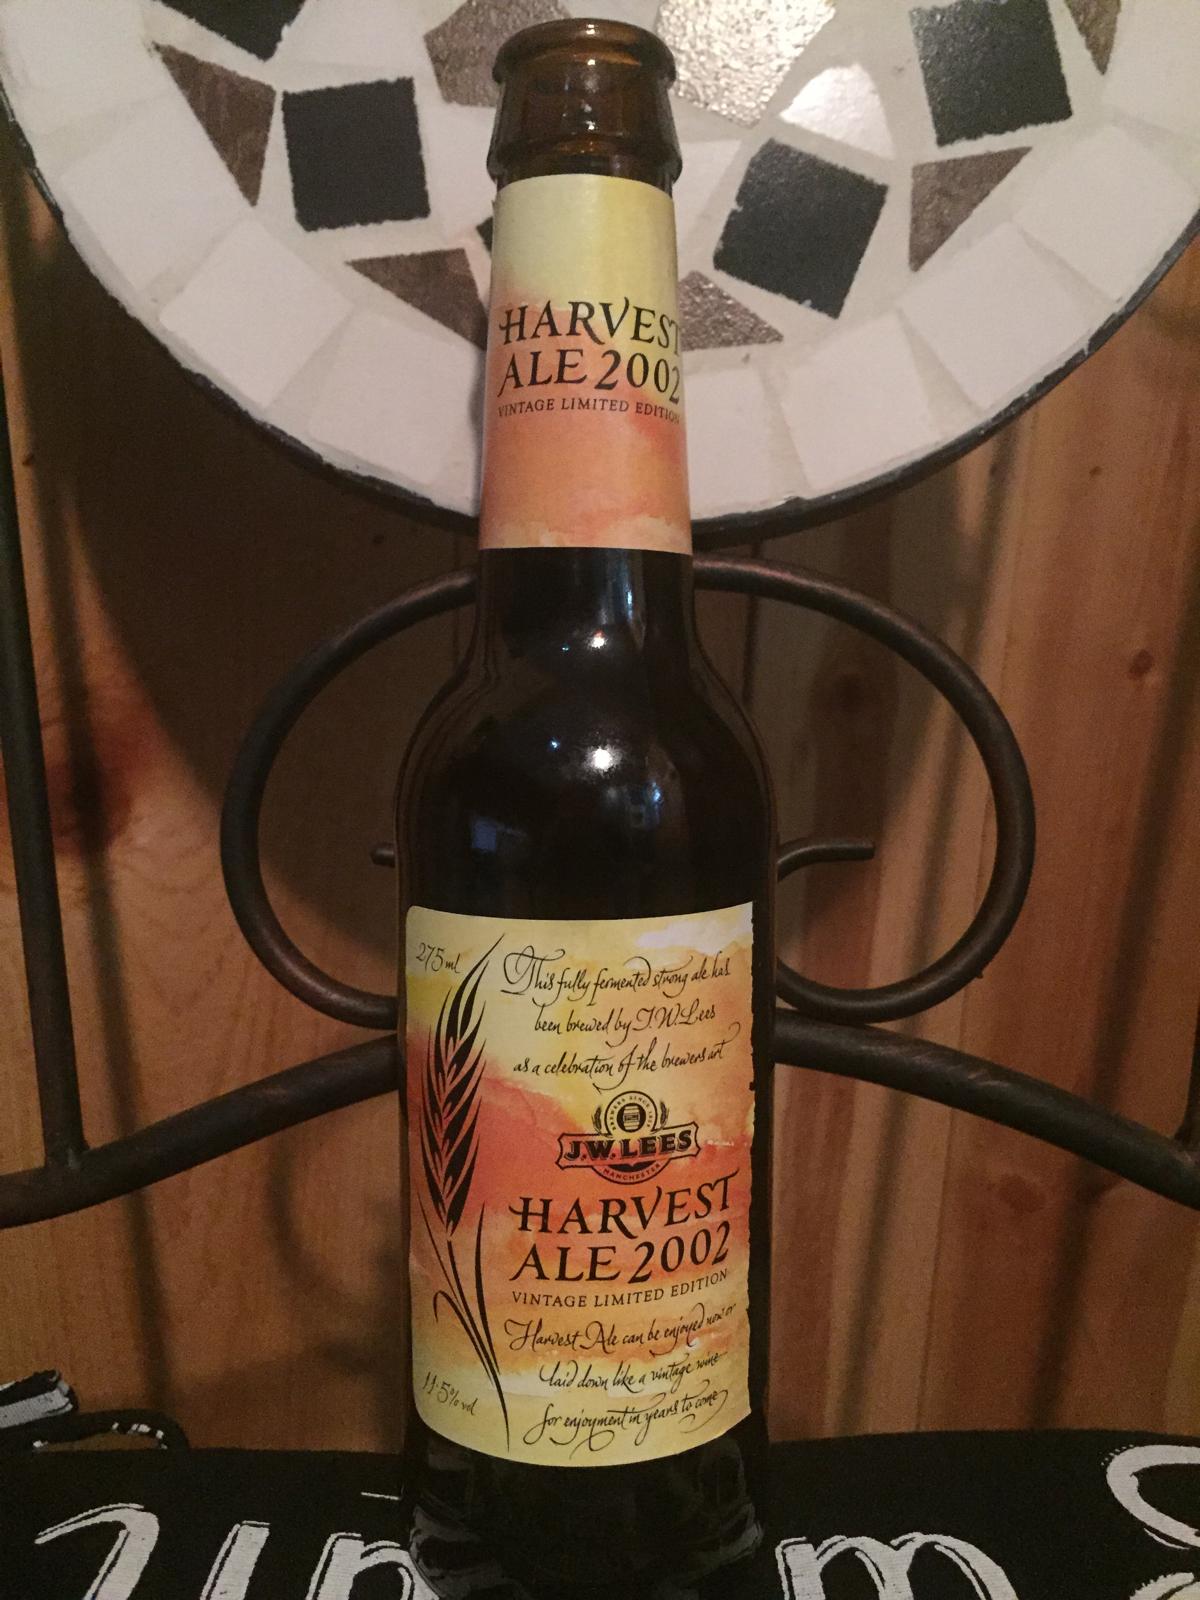 HARVEST
ALE 2002
VINTAGE LIMITED EDITION
275 ml
This fully fermented strong ale has
been brewed by J.W.Lees
as a celebration of the brewers art
J.W.LEES
MANCHESTER
HARVEST
ALE 2002
VINTAGE LIMITED EDITION
Harvest Ale can be enjoyed now or
laid down like a vintage wine
for enjoyment in years to come
11.5% vol